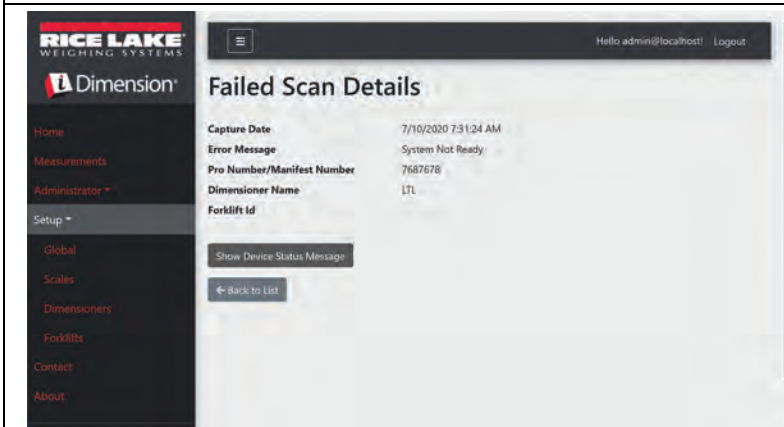 RICE LAKE
WEIGHING SYSTEMS
iDimension
Home
Measurements
Administrator
Setup
Global
Scales
Dimensioners
Forklifts
Contact
About
Hello admin@localhost! Logout
Failed Scan Details
Capture Date 7/10/2020 7:31:24 AM
Error Message System Not Ready
Pro Number/Manifest Number 7687678
Dimensioner Name LTL
Forklift Id
Show Device Status Message
← Back to List